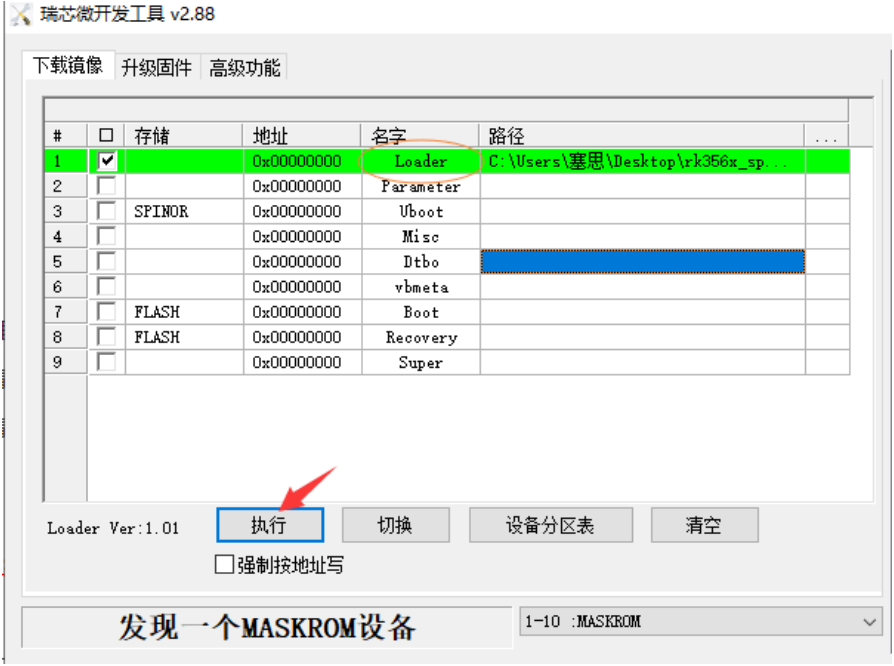 瑞芯微开发工具 v2.88
下载镜像 升级固件 高级功能
# 存储 地址 名字 路径 ...
1 0x00000000 Loader C:\Users\塞思\Desktop\rk356x_sp...
2 0x00000000 Parameter
3 SPINOR 0x00000000 Uboot
4 0x00000000 Misc
5 0x00000000 Dtbo
6 0x00000000 vbmeta
7 FLASH 0x00000000 Boot
8 FLASH 0x00000000 Recovery
9 0x00000000 Super
Loader Ver:1.01 执行 切换 设备分区表 清空
强制按地址写
发现一个MASKROM设备 1-10 :MASKROM